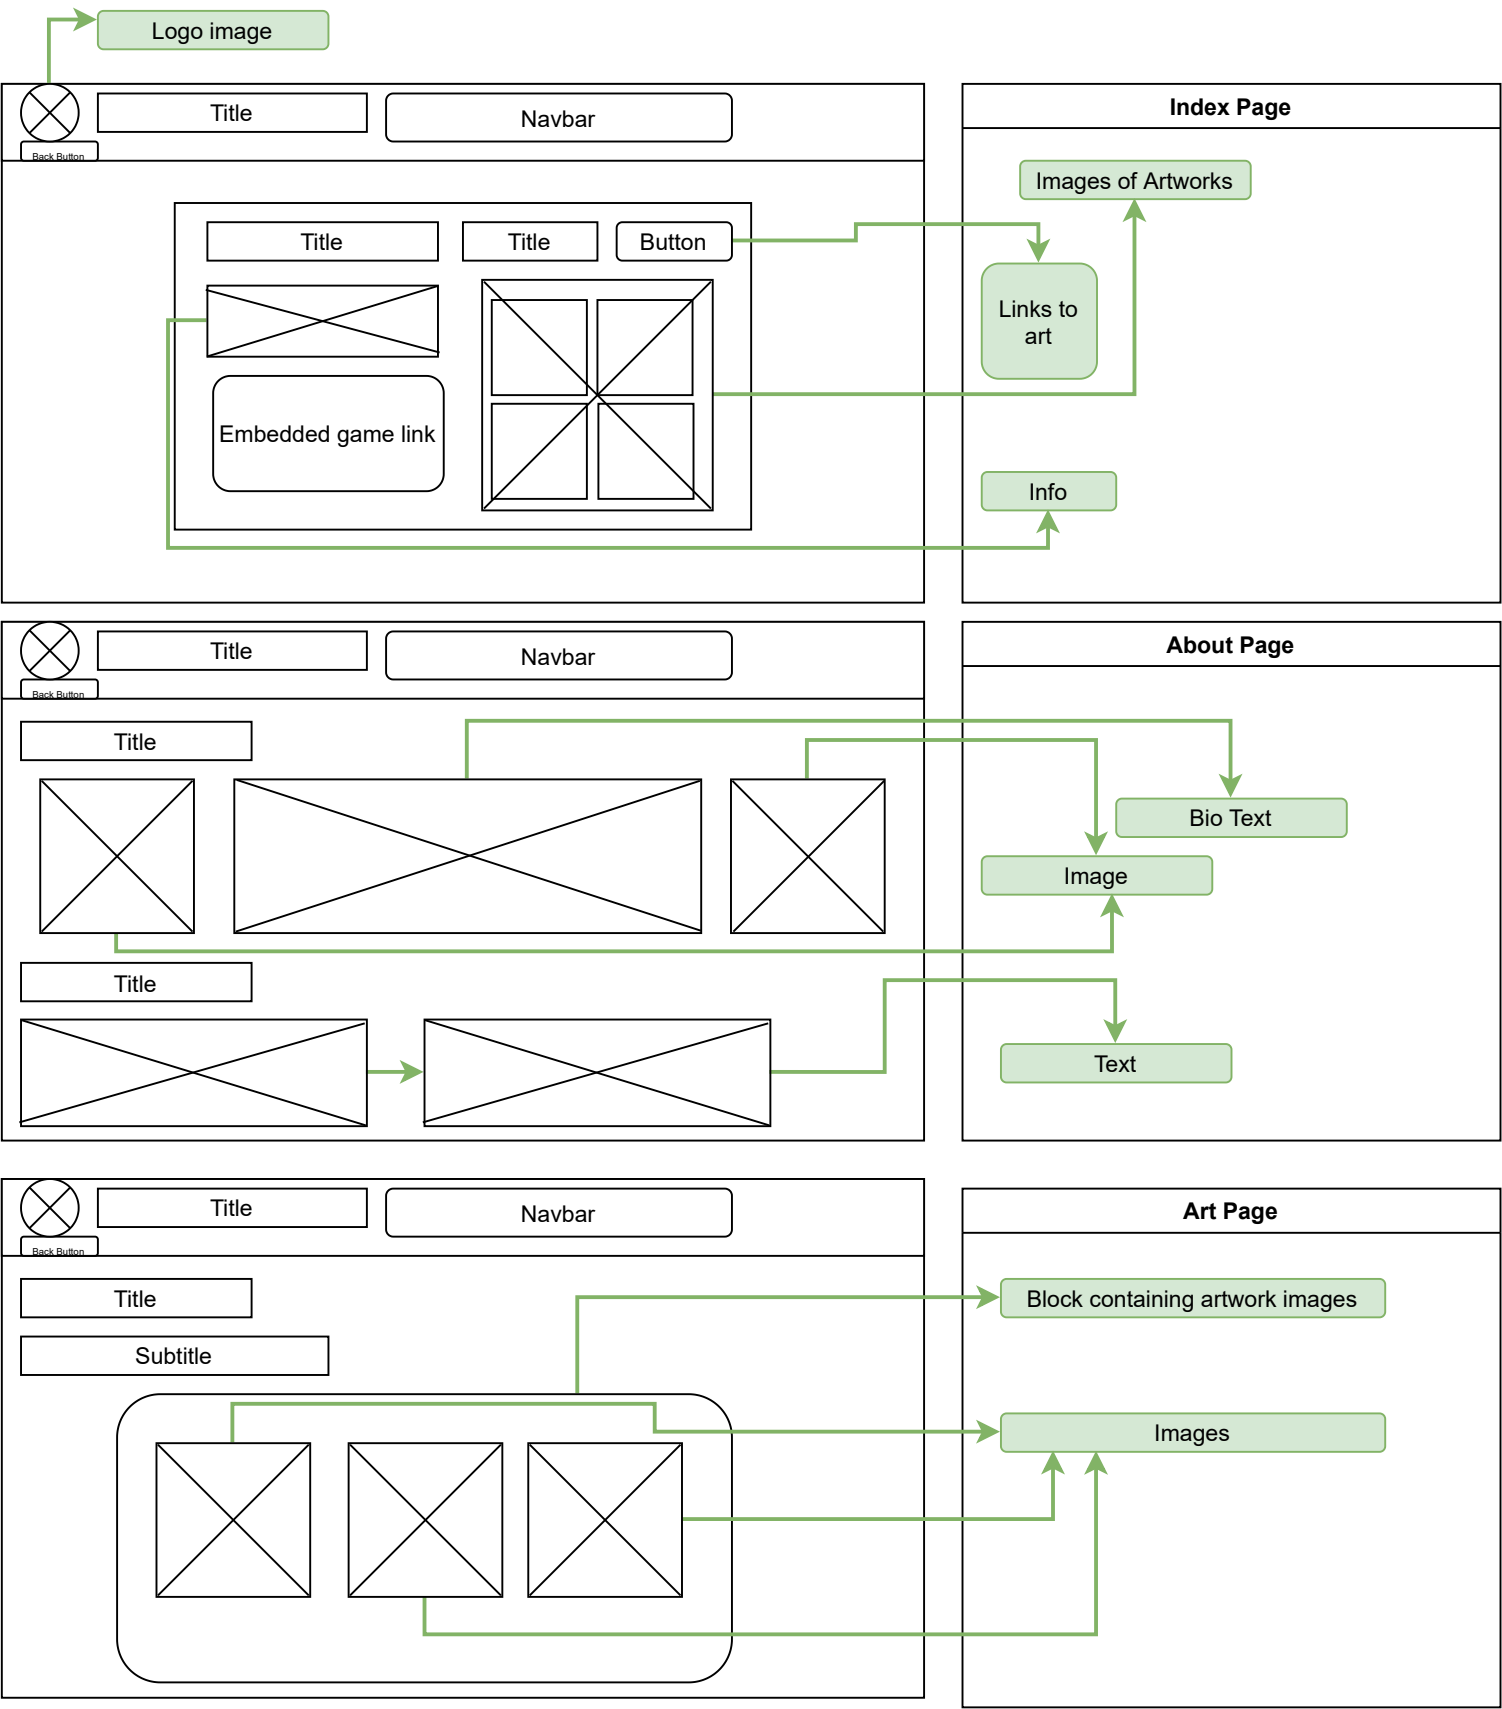 Logo image
Title
Navbar
Back Button
Index Page
Images of Artworks
Title
Title
Button
Links to
art
Embedded game link
Info
Title
Navbar
Back Button
About Page
Title
Bio Text
Image
Title
Text
Title
Navbar
Back Button
Art Page
Title
Block containing artwork images
Subtitle
Images